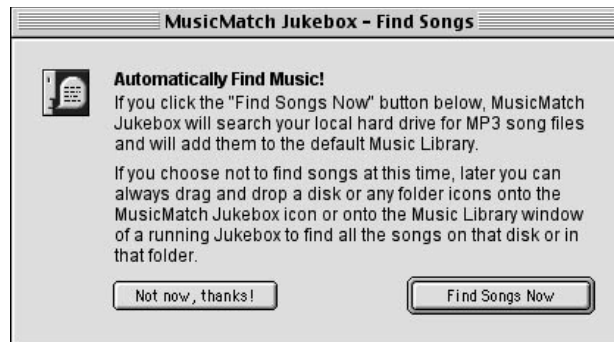 MusicMatch Jukebox - Find Songs
Automatically Find Music!
If you click the "Find Songs Now" button below, MusicMatch
Jukebox will search your local hard drive for MP3 song files
and will add them to the default Music Library.
If you choose not to find songs at this time, later you can
always drag and drop a disk or any folder icons onto the
MusicMatch Jukebox icon or onto the Music Library window
of a running Jukebox to find all the songs on that disk or in
that folder.
Not now, thanks!
Find Songs Now